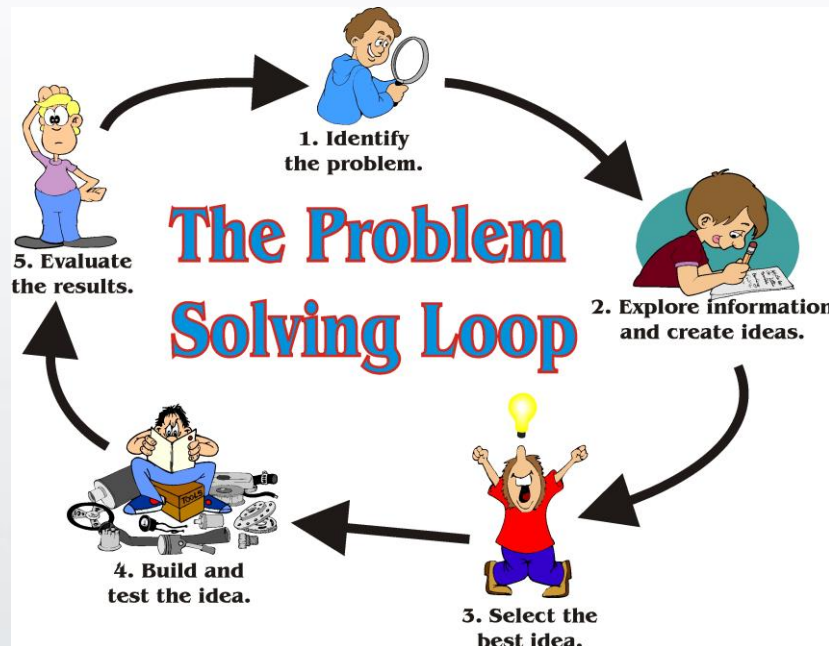 1. Identify
the problem.
The Problem
Solving Loop
2. Explore information
and create ideas.
3. Select the
best idea.
4. Build and
test the idea.
TOOLS
5. Evaluate
the results.